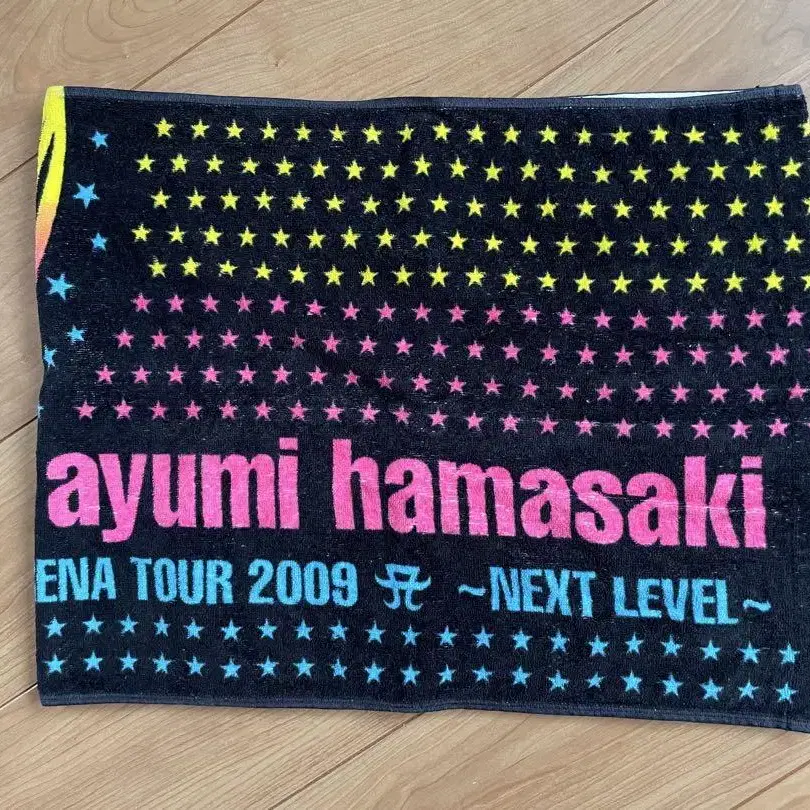 ayumi hamasaki
ENA TOUR 2009 ~NEXT LEVEL~